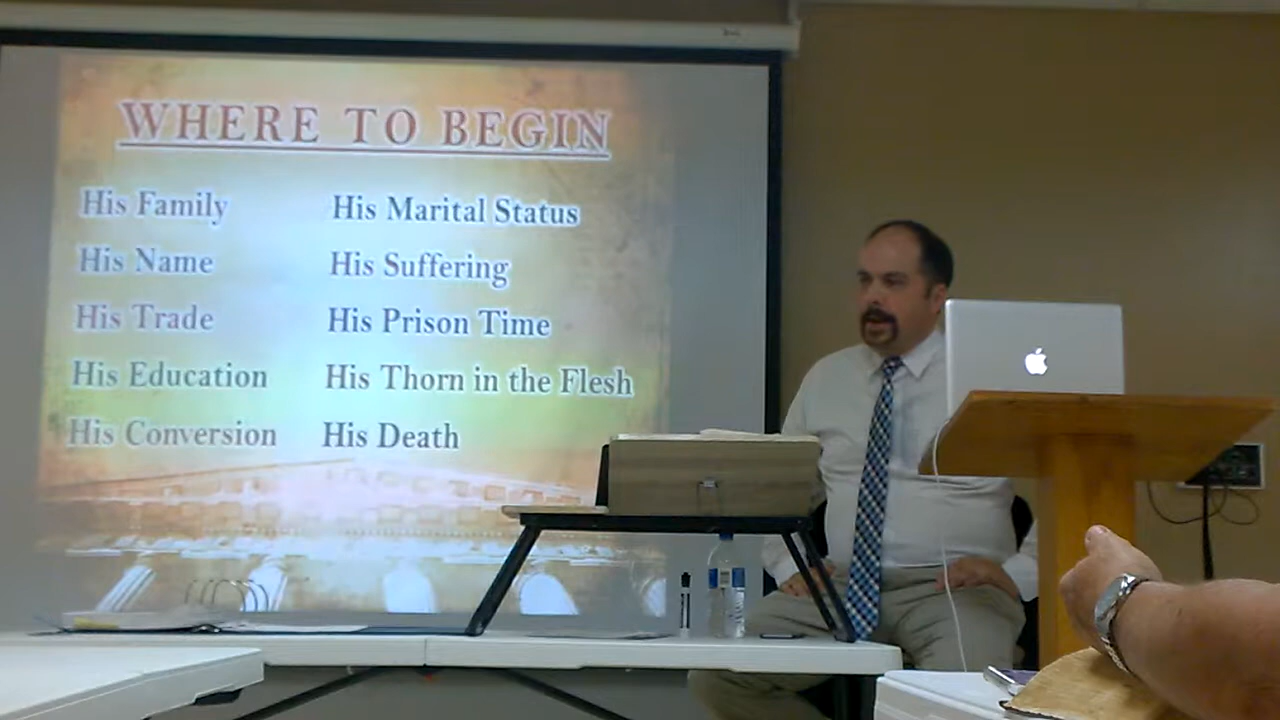 WHERE TO BEGIN
His Family
His Name
His Trade
His Education
His Conversion
His Marital Status
His Suffering
His Prison Time
His Thorn in the Flesh
His Death